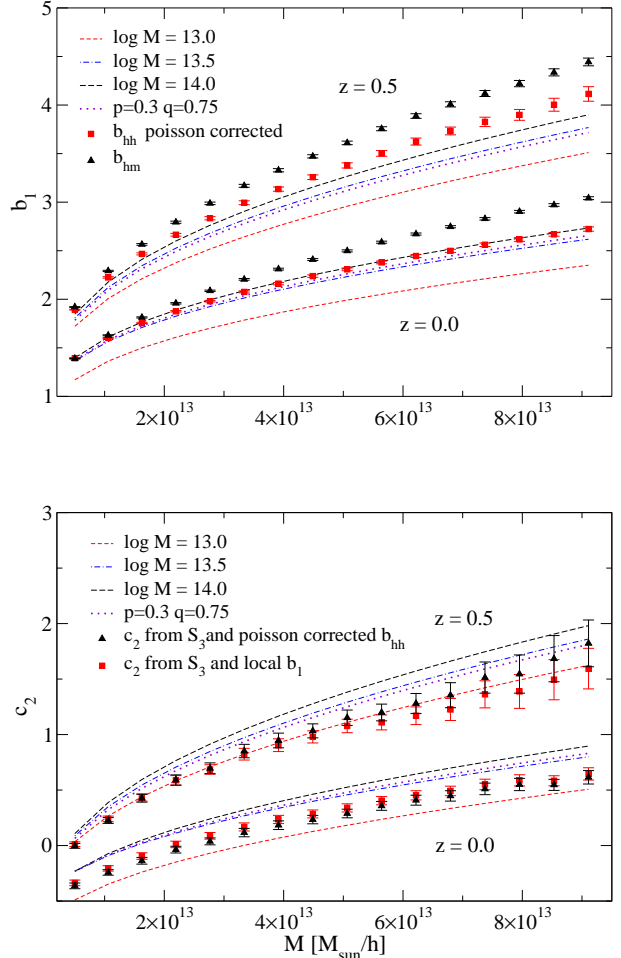 log M = 13.0
log M = 13.5
log M = 14.0
p=0.3 q=0.75
b_hh poisson corrected
b_hm
z = 0.5
z = 0.0
b_1
5
4
3
2
1
2×10^13
4×10^13
6×10^13
8×10^13
3
2
1
0
c_2
log M = 13.0
log M = 13.5
log M = 14.0
p=0.3 q=0.75
c_2 from S_3 and poisson corrected b_hh
c_2 from S_3 and local b_1
z = 0.5
z = 0.0
2×10^13
4×10^13
6×10^13
8×10^13
M [M_sun/h]